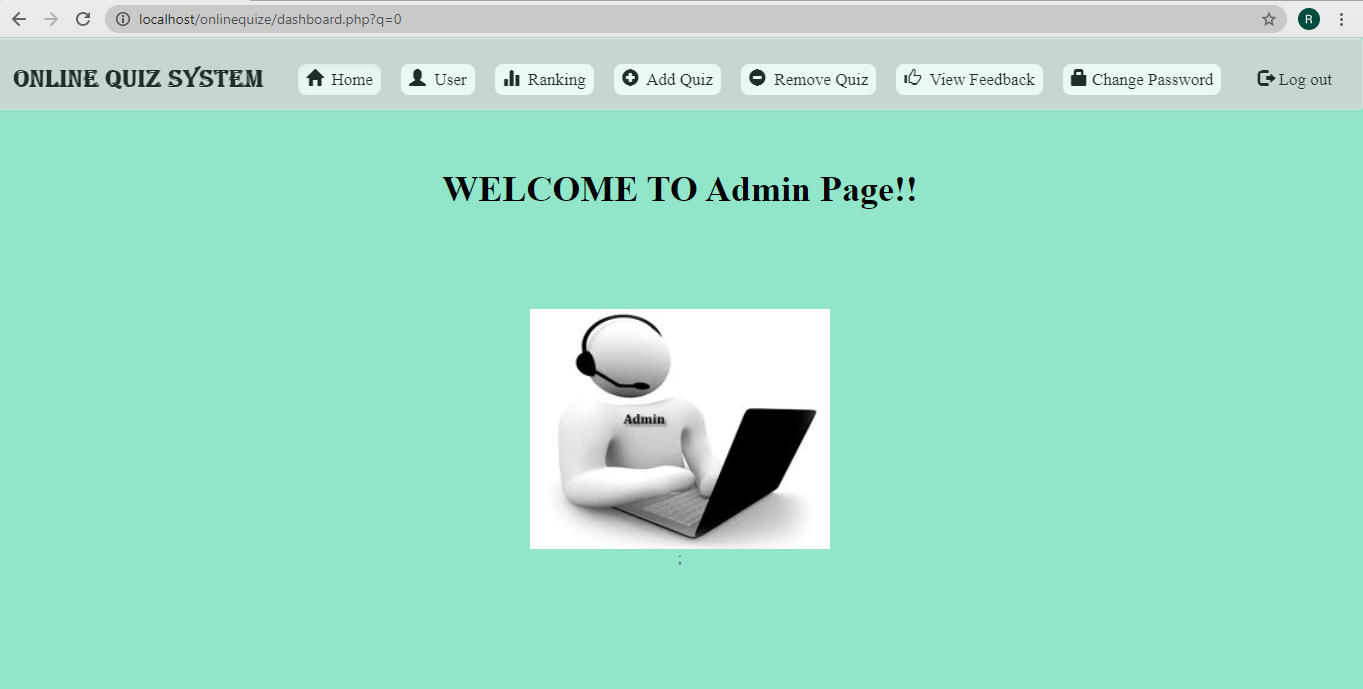 localhost/onlinequize/dashboard.php?q=0
R
ONLINE QUIZ SYSTEM Home User Ranking Add Quiz Remove Quiz View Feedback Change Password Log out
WELCOME TO Admin Page!!
Admin
;